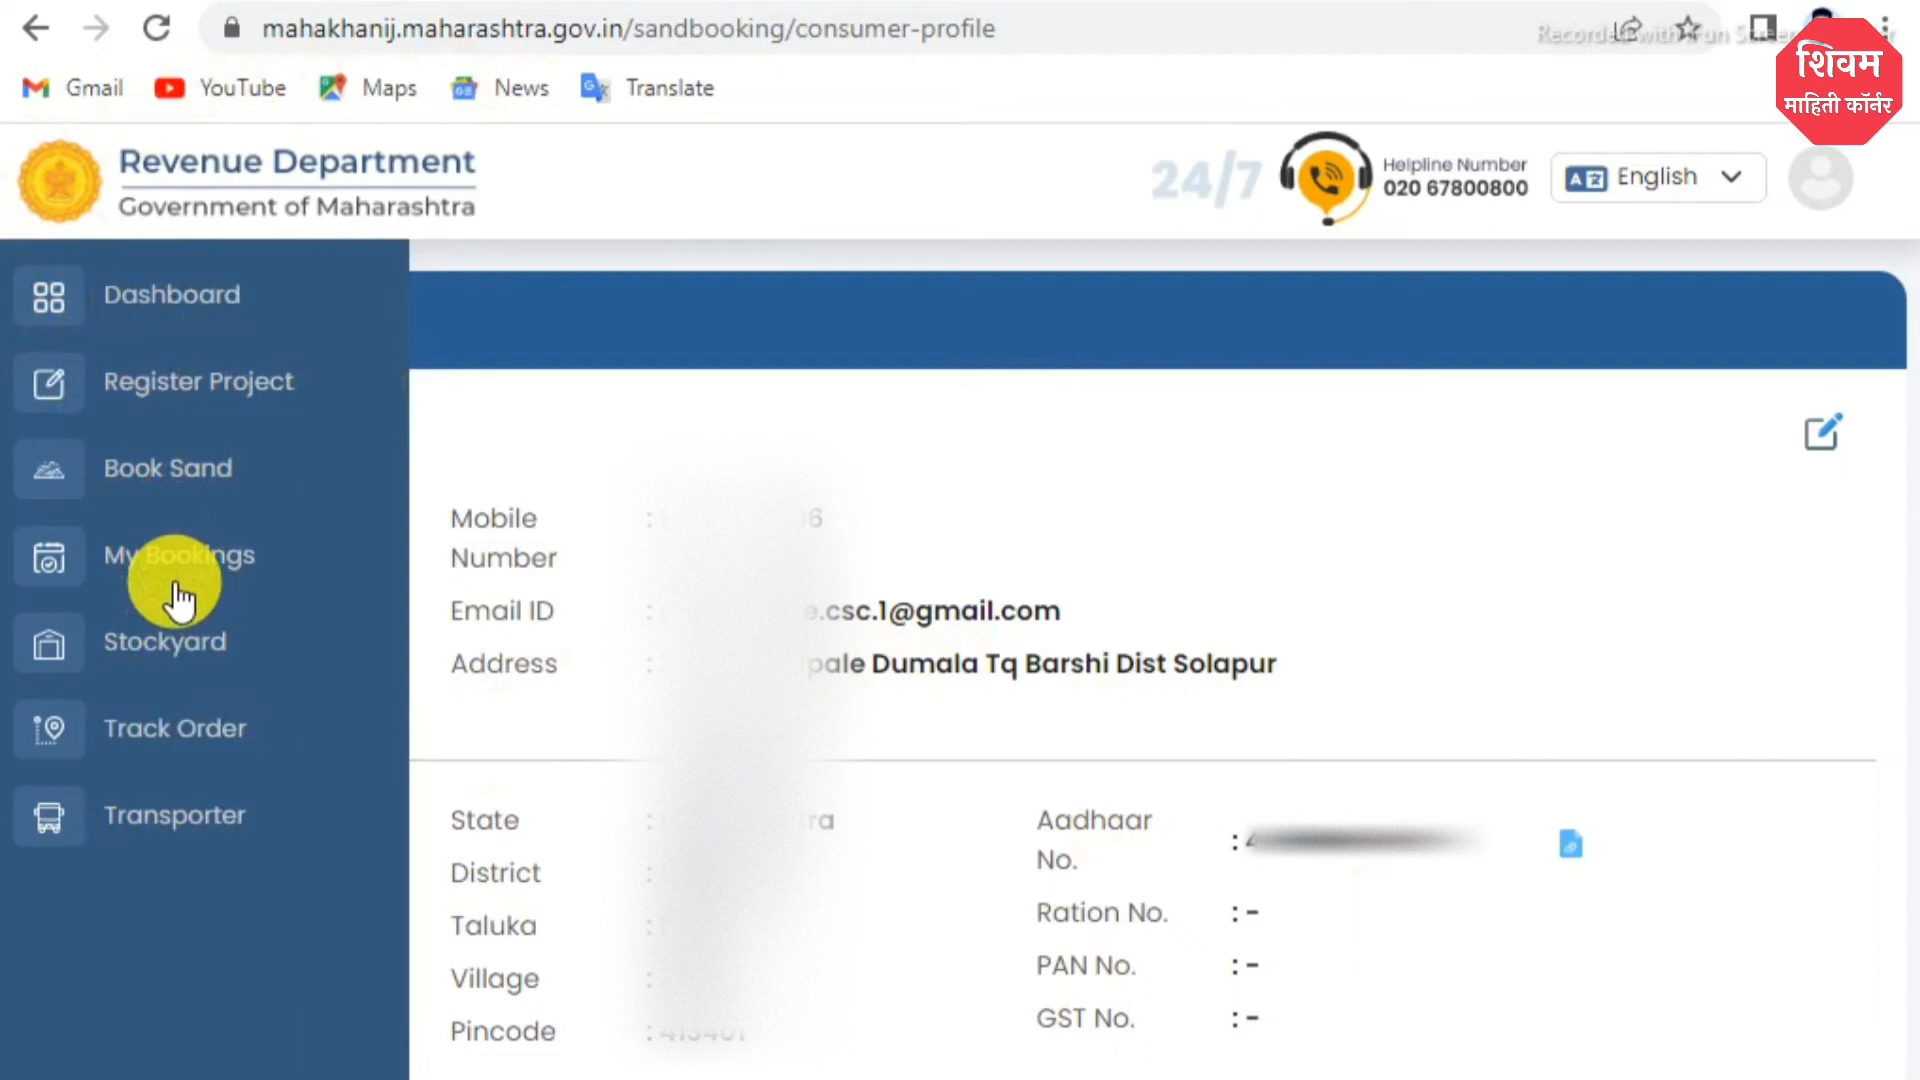 mahakhanij.maharashtra.gov.in/sandbooking/consumer-profile
Gmail YouTube Maps News Translate
शिवम
माहिती कॉर्नर
Revenue Department
Government of Maharashtra
24/7
Helpline Number
020 67800800
English
Dashboard
Register Project
Book Sand
My Bookings
Stockyard
Track Order
Transporter
Mobile Number :
Email ID : e.csc.1@gmail.com
Address : pale Dumala Tq Barshi Dist Solapur
State : ra
District :
Taluka :
Village :
Pincode :
Aadhaar No. :
Ration No. : -
PAN No. : -
GST No. : -